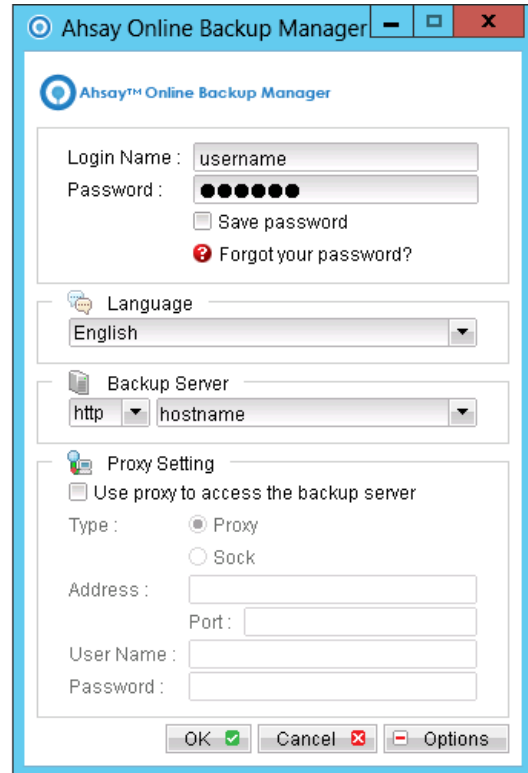 Ahsay Online Backup Manager
Ahsay™ Online Backup Manager
Login Name : username
Password : ●●●●●●
Save password
Forgot your password?
Language
English
Backup Server
http hostname
Proxy Setting
Use proxy to access the backup server
Type : Proxy
Sock
Address :
Port :
User Name :
Password :
OK Cancel Options